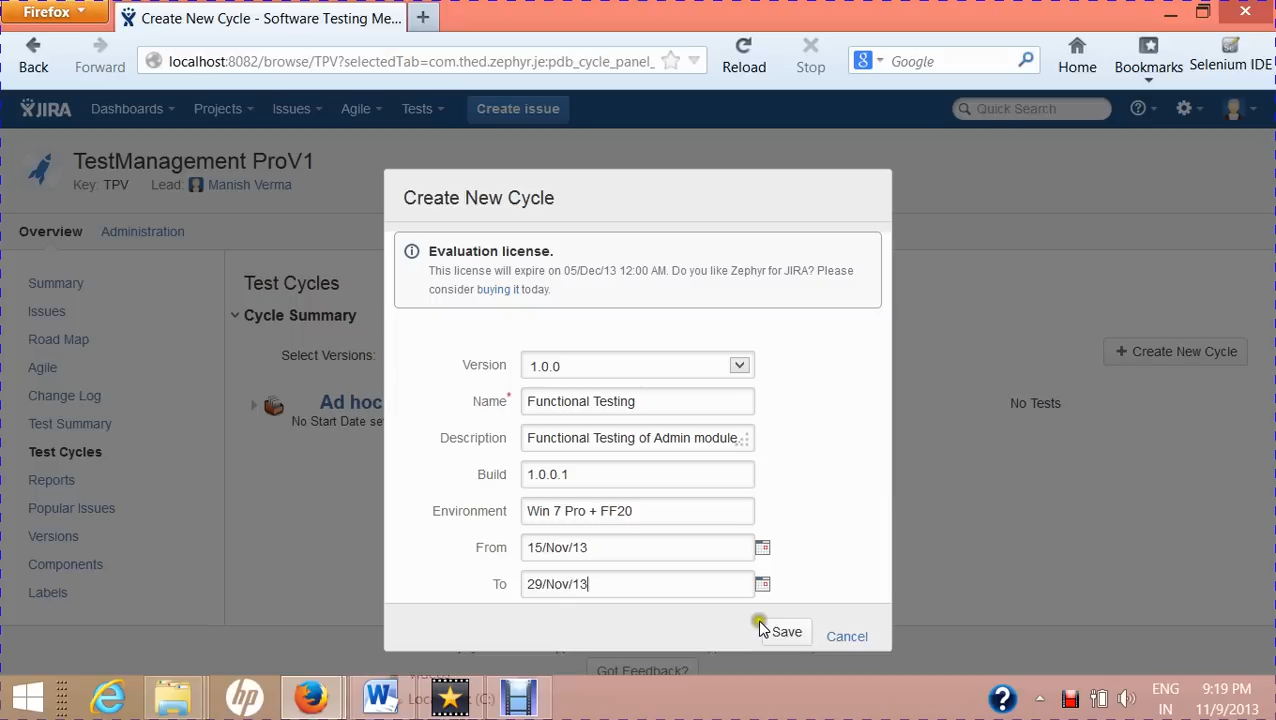 Firefox
Create New Cycle - Software Testing Me...
Back
Forward
localhost:8082/browse/TPV?selectedTab=com.thed.zephyr.je:pdb_cycle_panel_
Reload
Stop
Google
Home
Bookmarks
Selenium IDE
JIRA
Dashboards
Projects
Issues
Agile
Tests
Create issue
Quick Search
TestManagement ProV1
Key: TPV Lead: Manish Verma
Overview
Administration
Summary
Issues
Road Map
Agile
Change Log
Test Summary
Test Cycles
Reports
Popular Issues
Versions
Components
Labels
Test Cycles
Cycle Summary
Select Versions:
Create New Cycle
Ad hoc
No Start Date se
No Tests
Create New Cycle
Evaluation license.
This license will expire on 05/Dec/13 12:00 AM. Do you like Zephyr for JIRA? Please
consider buying it today.
Version 1.0.0
Name* Functional Testing
Description Functional Testing of Admin module
Build 1.0.0.1
Environment Win 7 Pro + FF20
From 15/Nov/13
To 29/Nov/13
Save
Cancel
Got Feedback?
(C:)
hp
ENG
IN
9:19 PM
11/9/2013